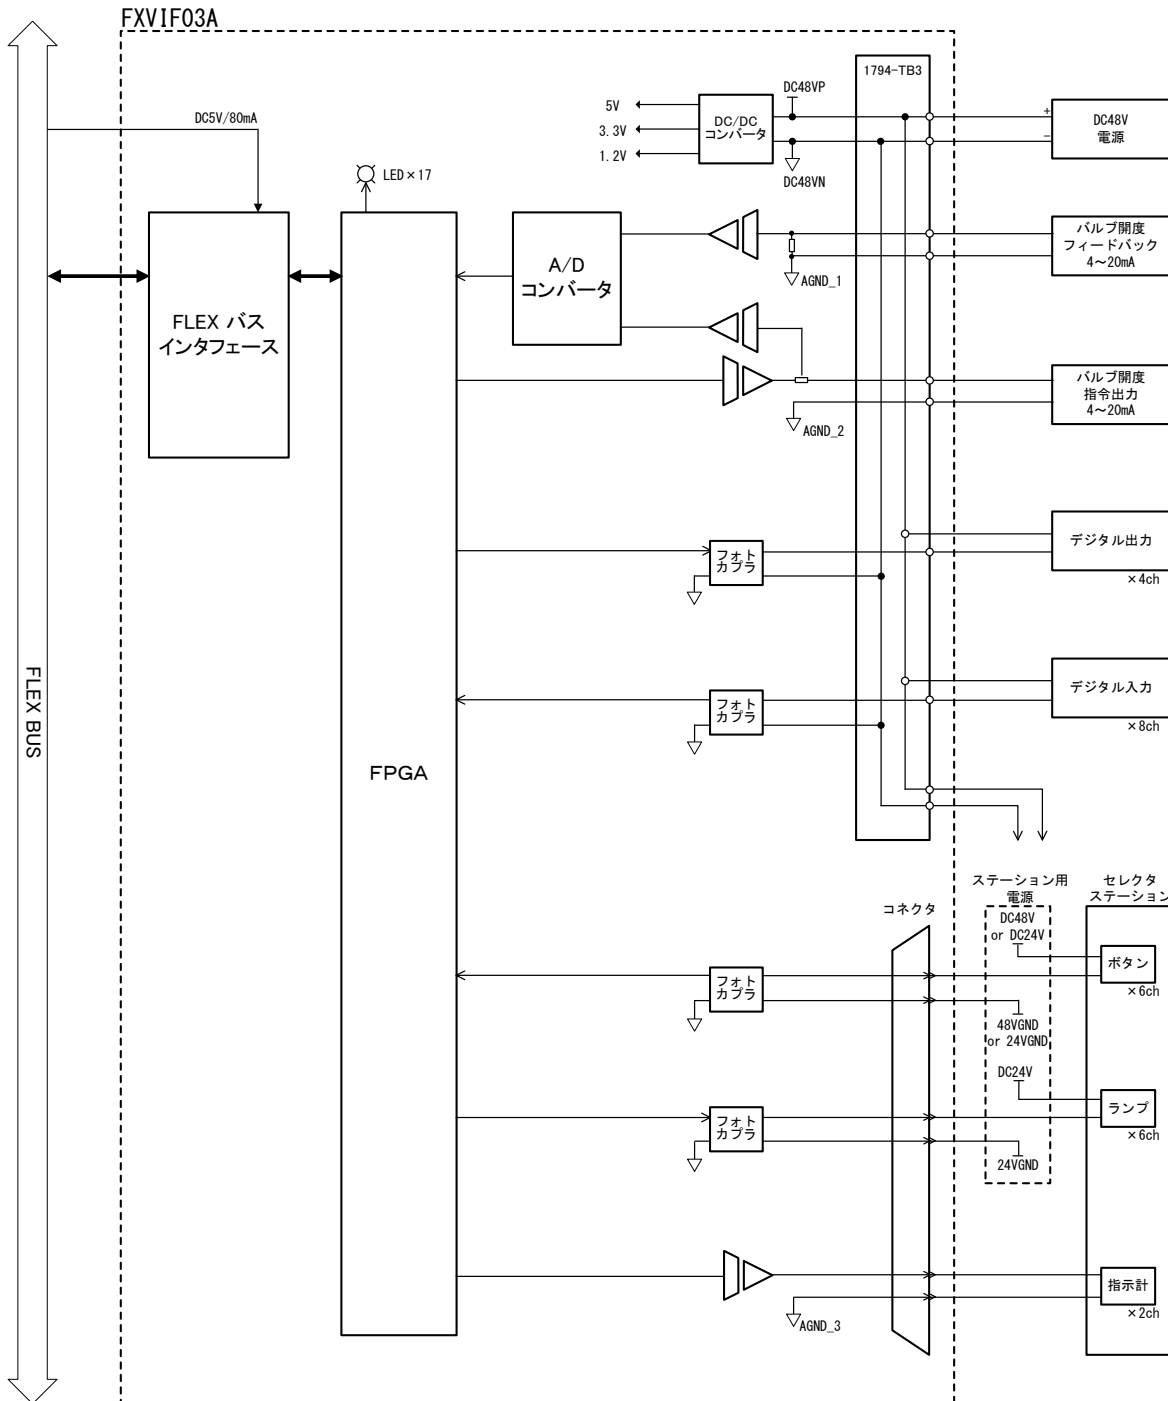 FXVIF03A
1794-TB3
DC48VP
5V
3.3V
1.2V
DC/DC
コンバータ
DC48VN
+
−
DC48V
電源
DC5V/80mA
LED×17
バルブ開度
フィードバック
4～20mA
A/D
コンバータ
AGND_1
FLEX バス
インタフェース
バルブ開度
指令出力
4～20mA
AGND_2
フォト
カプラ
デジタル出力
×4ch
フォト
カプラ
デジタル入力
×8ch
FLEX BUS
FPGA
ステーション用
電源
セレクタ
ステーション
コネクタ
DC48V
or DC24V
フォト
カプラ
ボタン
×6ch
48VGND
or 24VGND
DC24V
フォト
カプラ
ランプ
×6ch
24VGND
指示計
×2ch
AGND_3